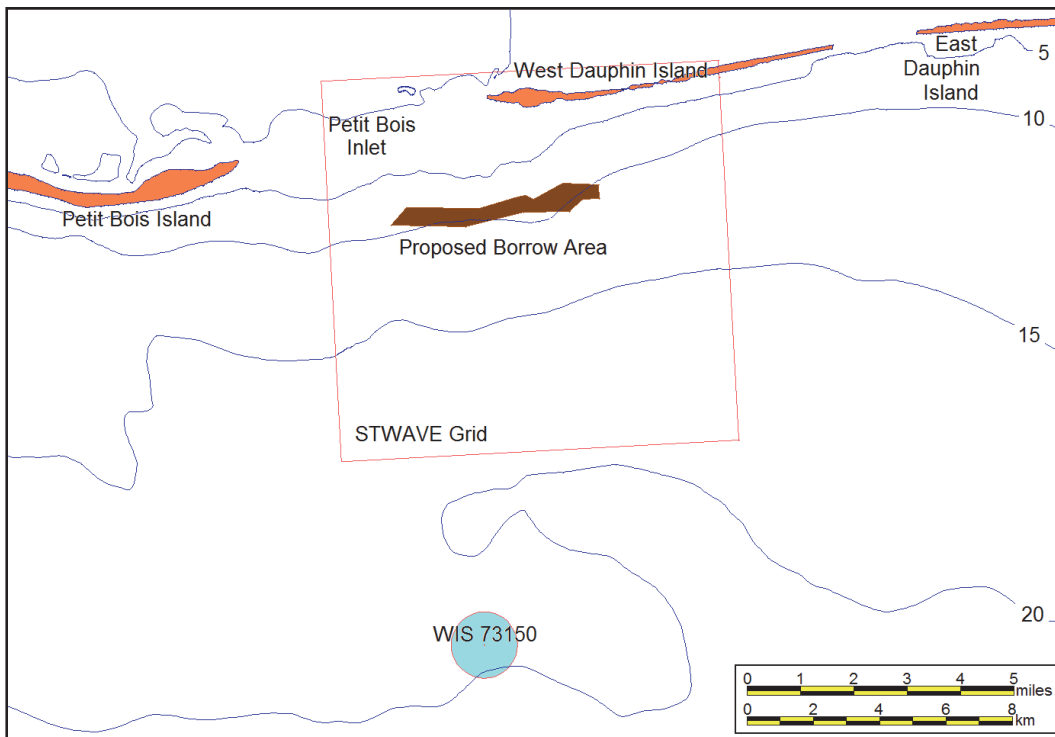 East
Dauphin
Island
5
West Dauphin Island
10
Petit Bois
Inlet
Petit Bois Island
Proposed Borrow Area
15
STWAVE Grid
20
WIS 73150
0 1 2 3 4 5
miles
0 2 4 6 8
km